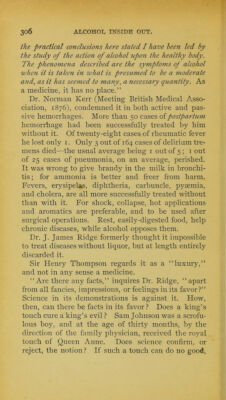 306 ALCOHOL INSIDE OUT.
the practical conclusions here stated I have been led by
the study of the action of alcohol upon the healthy body.
The phenomena described are the symptoms of alcohol
when it is taken in what is presumed to be a moderate
and, as it has seemed to many, a necessary quantity. As
a medicine, it has no place."
Dr. Norman Kerr (Meeting British Medical Asso-
ciation, 1876), condemned it in both active and pas-
sive hemorrhages. More than 50 cases of postpartum
hemorrhage had been successfully treated by him
without it. Of twenty-eight cases of rheumatic fever
he lost only 1. Only 3 out of 164 cases of delirium tre-
mens died—the usual average being 1 out of 5; 1 out
of 25 cases of pneumonia, on an average, perished.
It was wrong to give brandy in the milk in bronchi-
tis; for ammonia is better and freer from harm.
Fevers, erysipelas, diphtheria, carbuncle, pyæmia,
and cholera, are all more successfully treated without
than with it. For shock, collapse, hot applications
and aromatics are preferable, and to be used after
surgical operations. Rest, easily-digested food, help
chronic diseases, while alcohol opposes them.
Dr. J. James Ridge formerly thought it impossible
to treat diseases without liquor, but at length entirely
discarded it.
Sir Henry Thompson regards it as a "luxury,"
and not in any sense a medicine.
"Are there any facts," inquires Dr. Ridge, "apart
from all fancies, impressions, or feelings in its favor?"
Science in its demonstrations is against it. How,
then, can there be facts in its favor? Does a king's
touch cure a king's evil? Sam Johnson was a scrofu-
lous boy, and at the age of thirty months, by the
direction of the family physician, received the royal
touch of Queen Anne. Does science confirm, or
reject, the notion? If such a touch can do no good,